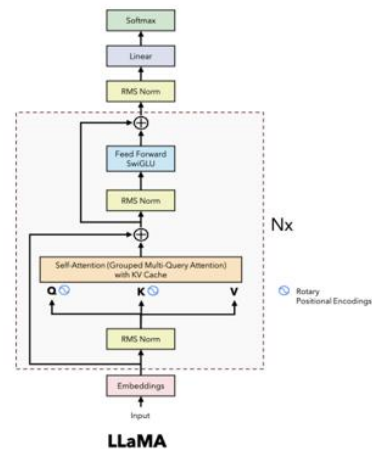 Softmax
Linear
RMS Norm
Feed Forward
SwiGLU
RMS Norm
Nx
Self-Attention (Grouped Multi-Query Attention)
with KV Cache
Q K V
Rotary
Positional Encodings
RMS Norm
Embeddings
Input
LLaMA